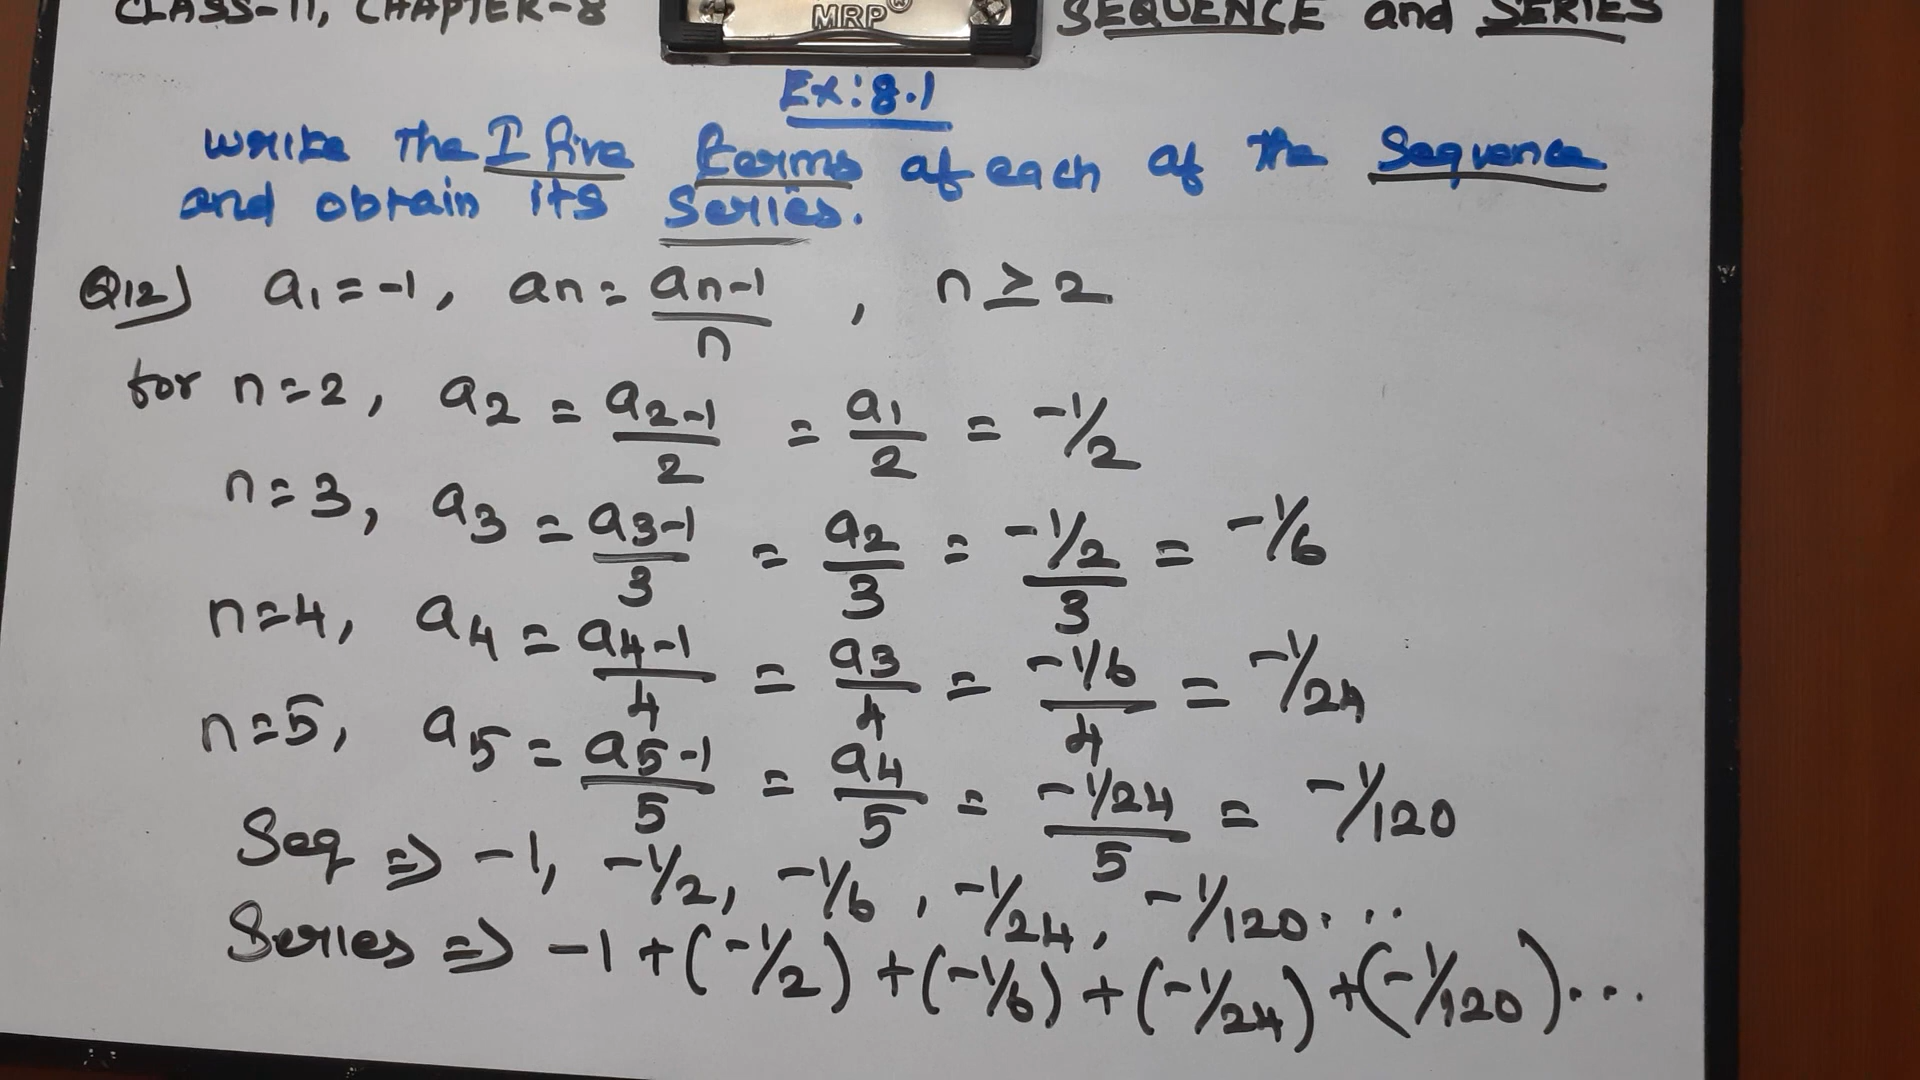 CLASS-11, CHAPTER-8 MRP SEQUENCE and SERIES
Ex:8.1
Write the I five terms of each of the Sequence
and obtain its Series.
Q12) a₁ = -1, an = an-1/n, n ≥ 2
for n=2, a2 = a2-1/2 = a1/2 = -1/2
n=3, a3 = a3-1/3 = a2/3 = -1/2/3 = -1/6
n=4, a4 = a4-1/4 = a3/4 = -1/6/4 = -1/24
n=5, a5 = a5-1/5 = a4/5 = -1/24/5 = -1/120
Seq ⇒ -1, -1/2, -1/6, -1/24, -1/120...
Series ⇒ -1+(-1/2)+(-1/6)+(-1/24)+(-1/120)...